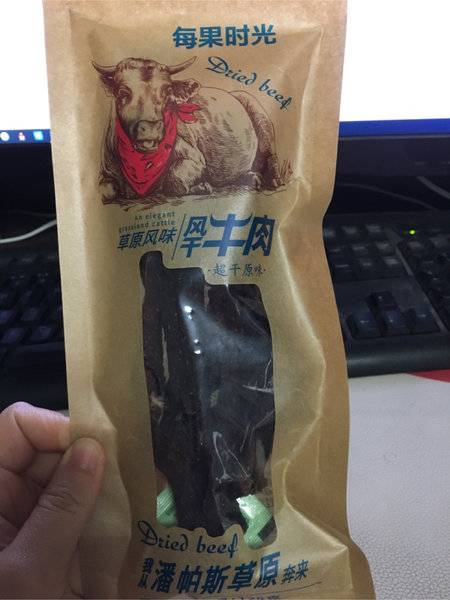 每果时光
Dried beef
An elegant
grassland cattle
草原风味
风干牛肉
·超干原味·
Dried beef
我从潘帕斯草原奔来